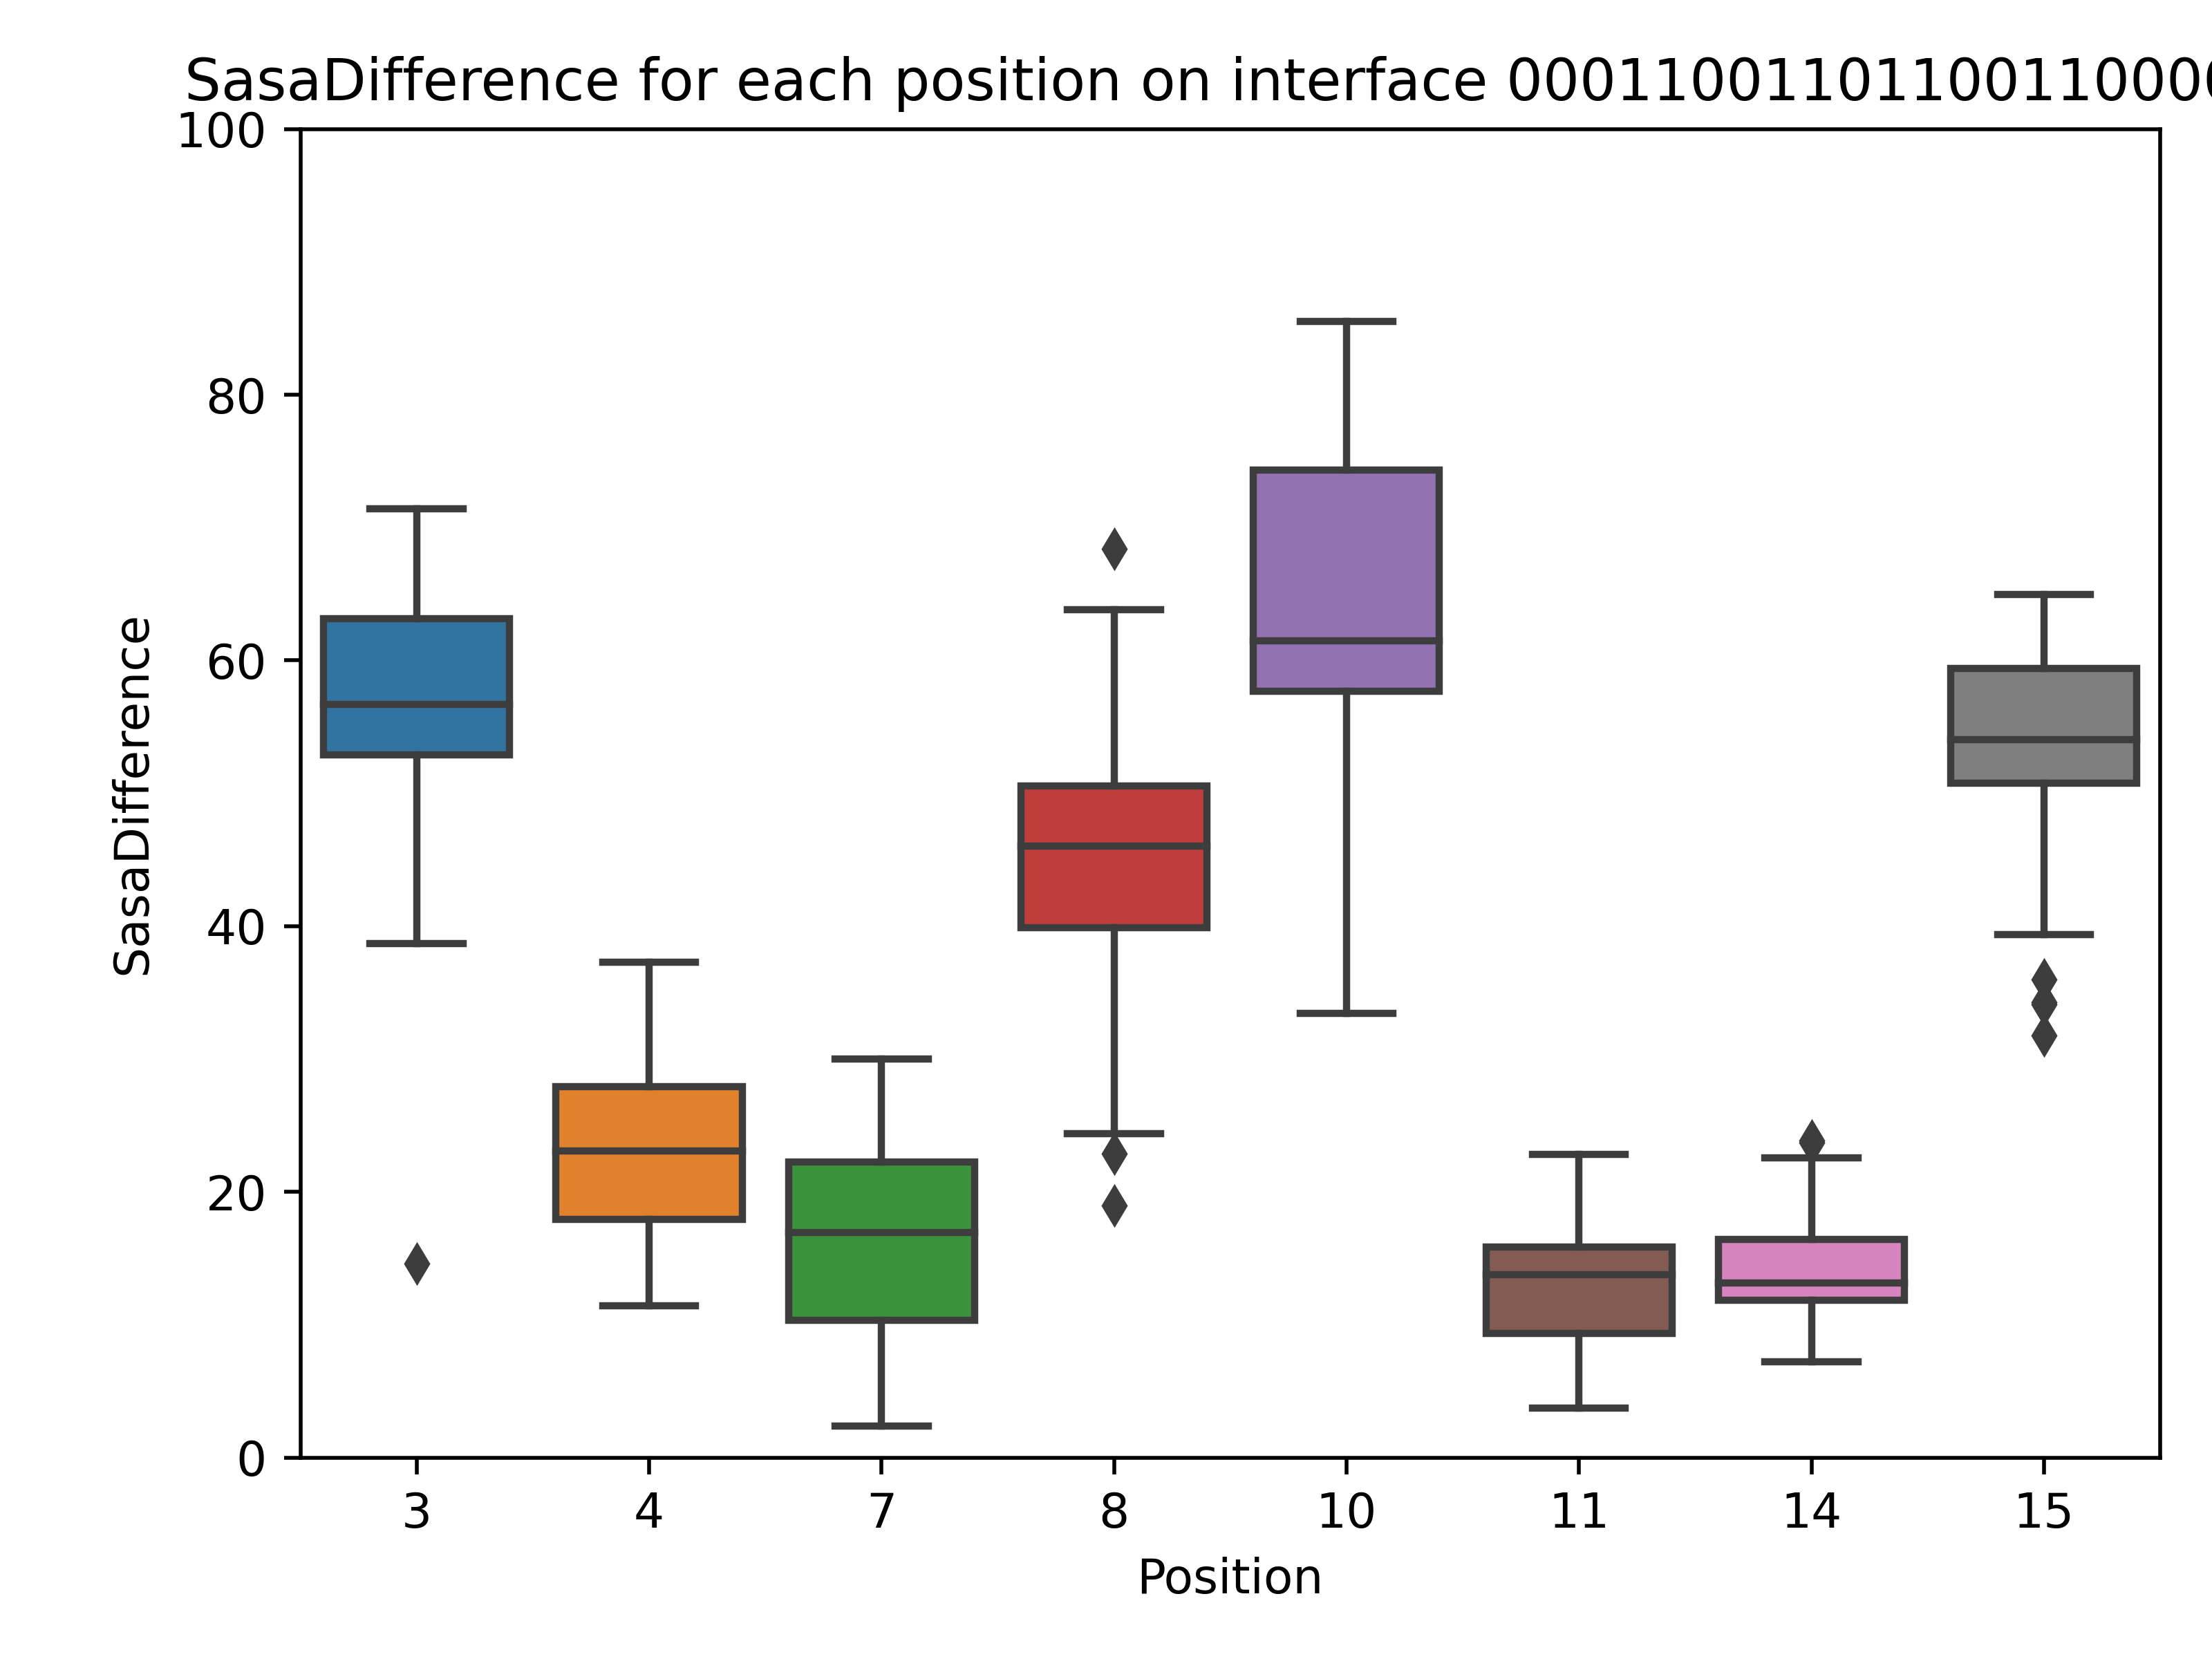 SasaDifference for each position on interface 00011001101100110000
100
80
60
40
20
0
SasaDifference
3 4 7 8 10 11 14 15
Position